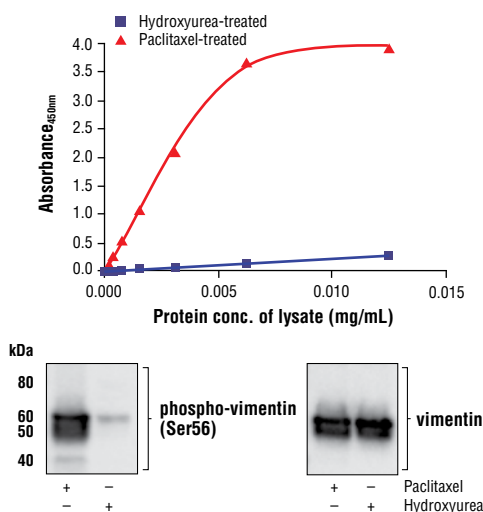 Hydroxyurea-treated
Paclitaxel-treated
Absorbance450nm
4.0
3.5
3.0
2.5
2.0
1.5
1.0
0.5
0.0
0.000 0.005 0.010 0.015
Protein conc. of lysate (mg/mL)
kDa
80
60
50
40
phospho-vimentin
(Ser56)
vimentin
+ – + – Paclitaxel
– + – + Hydroxyurea